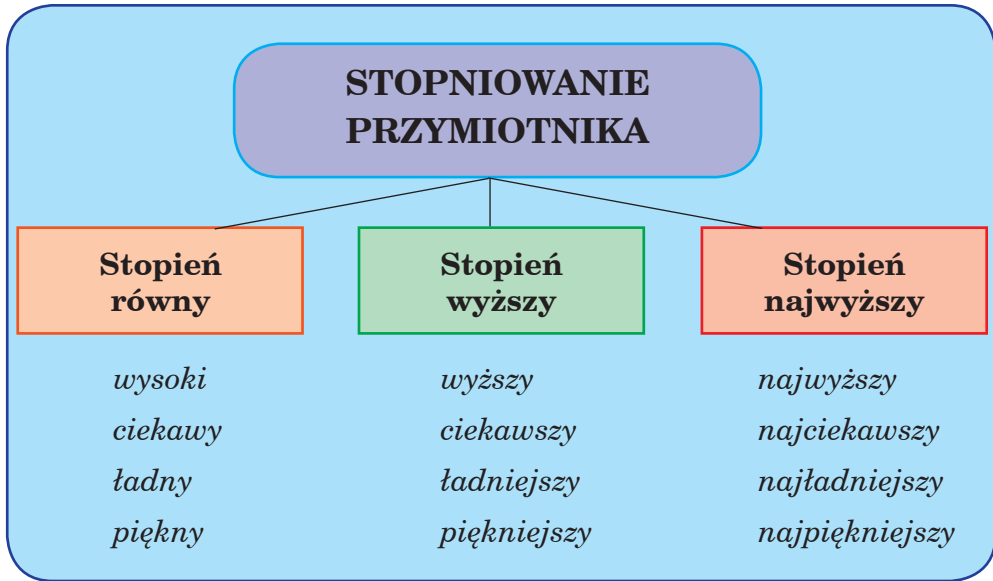 STOPNIOWANIE
PRZYMIOTNIKA
Stopień
równy
Stopień
wyższy
Stopień
najwyższy
wysoki wyższy najwyższy
ciekawy ciekawszy najciekawszy
ładny ładniejszy najładniejszy
piękny piękniejszy najpiękniejszy